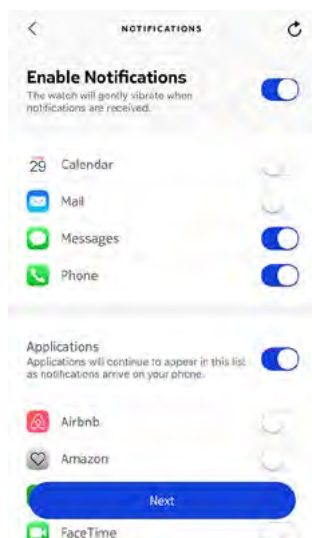 NOTIFICATIONS
Enable Notifications
The watch will gently vibrate when
notifications are received.
29 Calendar
Mail
Messages
Phone
Applications
Applications will continue to appear in this list
as notifications arrive on your phone.
Airbnb
Amazon
Next
FaceTime